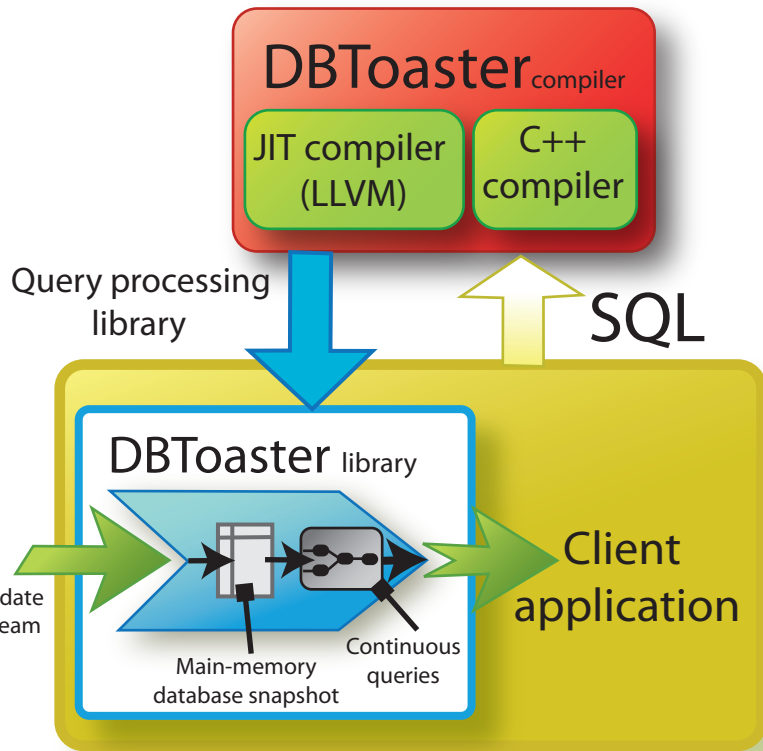 DBToaster compiler
JIT compiler
(LLVM)
C++
compiler
Query processing
library
SQL
DBToaster library
Client
application
Main-memory
database snapshot
Continuous
queries